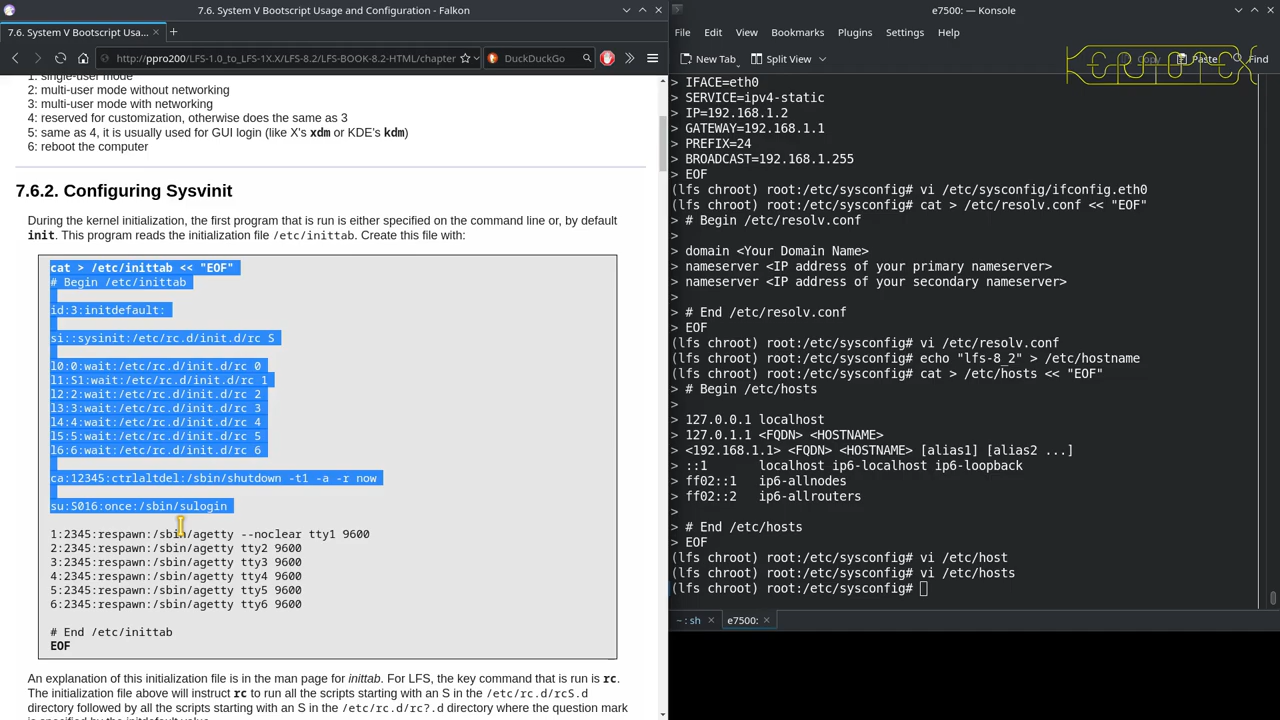 7.6. System V Bootscript Usage and Configuration - Falkon
7.6. System V Bootscript Usa...
http://ppro200/LFS-1.0_to_LFS-1X.X/LFS-8.2/LFS-BOOK-8.2-HTML/chapter
DuckDuckGo
1: single-user mode
2: multi-user mode without networking
3: multi-user mode with networking
4: reserved for customization, otherwise does the same as 3
5: same as 4, it is usually used for GUI login (like X's xdm or KDE's kdm)
6: reboot the computer
7.6.2. Configuring Sysvinit
During the kernel initialization, the first program that is run is either specified on the command line or, by default
init. This program reads the initialization file /etc/inittab. Create this file with:
cat > /etc/inittab << "EOF"
# Begin /etc/inittab
id:3:initdefault:
si::sysinit:/etc/rc.d/init.d/rc S
l0:0:wait:/etc/rc.d/init.d/rc 0
l1:S1:wait:/etc/rc.d/init.d/rc 1
l2:2:wait:/etc/rc.d/init.d/rc 2
l3:3:wait:/etc/rc.d/init.d/rc 3
l4:4:wait:/etc/rc.d/init.d/rc 4
l5:5:wait:/etc/rc.d/init.d/rc 5
l6:6:wait:/etc/rc.d/init.d/rc 6
ca:12345:ctrlaltdel:/sbin/shutdown -t1 -a -r now
su:S016:once:/sbin/sulogin
1:2345:respawn:/sbin/agetty --noclear tty1 9600
2:2345:respawn:/sbin/agetty tty2 9600
3:2345:respawn:/sbin/agetty tty3 9600
4:2345:respawn:/sbin/agetty tty4 9600
5:2345:respawn:/sbin/agetty tty5 9600
6:2345:respawn:/sbin/agetty tty6 9600
# End /etc/inittab
EOF
An explanation of this initialization file is in the man page for inittab. For LFS, the key command that is run is rc.
The initialization file above will instruct rc to run all the scripts starting with an S in the /etc/rc.d/rcS.d
directory followed by all the scripts starting with an S in the /etc/rc.d/rc?.d directory where the question mark
is specified by the initdefault value.
e7500: — Konsole
File Edit View Bookmarks Plugins Settings Help
New Tab Split View Copy Paste Find
> IFACE=eth0
> SERVICE=ipv4-static
> IP=192.168.1.2
> GATEWAY=192.168.1.1
> PREFIX=24
> BROADCAST=192.168.1.255
> EOF
(lfs chroot) root:/etc/sysconfig# vi /etc/sysconfig/ifconfig.eth0
(lfs chroot) root:/etc/sysconfig# cat > /etc/resolv.conf << "EOF"
> # Begin /etc/resolv.conf
>
> domain <Your Domain Name>
> nameserver <IP address of your primary nameserver>
> nameserver <IP address of your secondary nameserver>
>
> # End /etc/resolv.conf
> EOF
(lfs chroot) root:/etc/sysconfig# vi /etc/resolv.conf
(lfs chroot) root:/etc/sysconfig# echo "lfs-8_2" > /etc/hostname
(lfs chroot) root:/etc/sysconfig# cat > /etc/hosts << "EOF"
> # Begin /etc/hosts
>
> 127.0.0.1 localhost
> 127.0.1.1 <FQDN> <HOSTNAME>
> <192.168.1.1> <FQDN> <HOSTNAME> [alias1] [alias2 ...]
> ::1       localhost ip6-localhost ip6-loopback
> ff02::1   ip6-allnodes
> ff02::2   ip6-allrouters
>
> # End /etc/hosts
> EOF
(lfs chroot) root:/etc/sysconfig# vi /etc/host
(lfs chroot) root:/etc/sysconfig# vi /etc/hosts
(lfs chroot) root:/etc/sysconfig#
~ : sh
e7500: